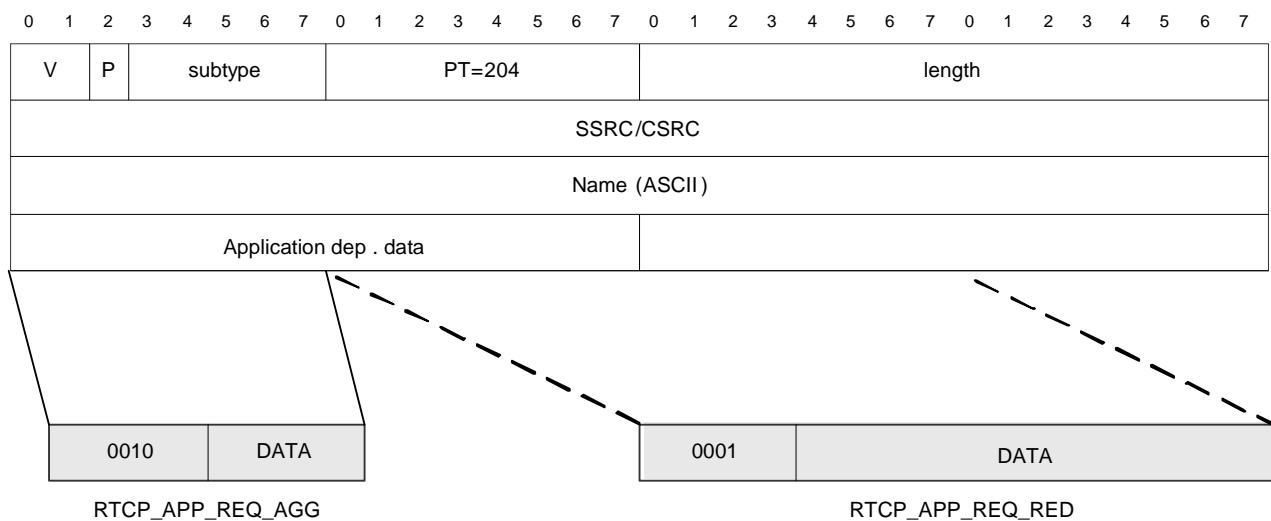 0 1 2 3 4 5 6 7 0 1 2 3 4 5 6 7 0 1 2 3 4 5 6 7 0 1 2 3 4 5 6 7
V P subtype PT=204 length
SSRC/CSRC
Name (ASCII)
Application dep . data
0010 DATA 0001 DATA
RTCP_APP_REQ_AGG RTCP_APP_REQ_RED